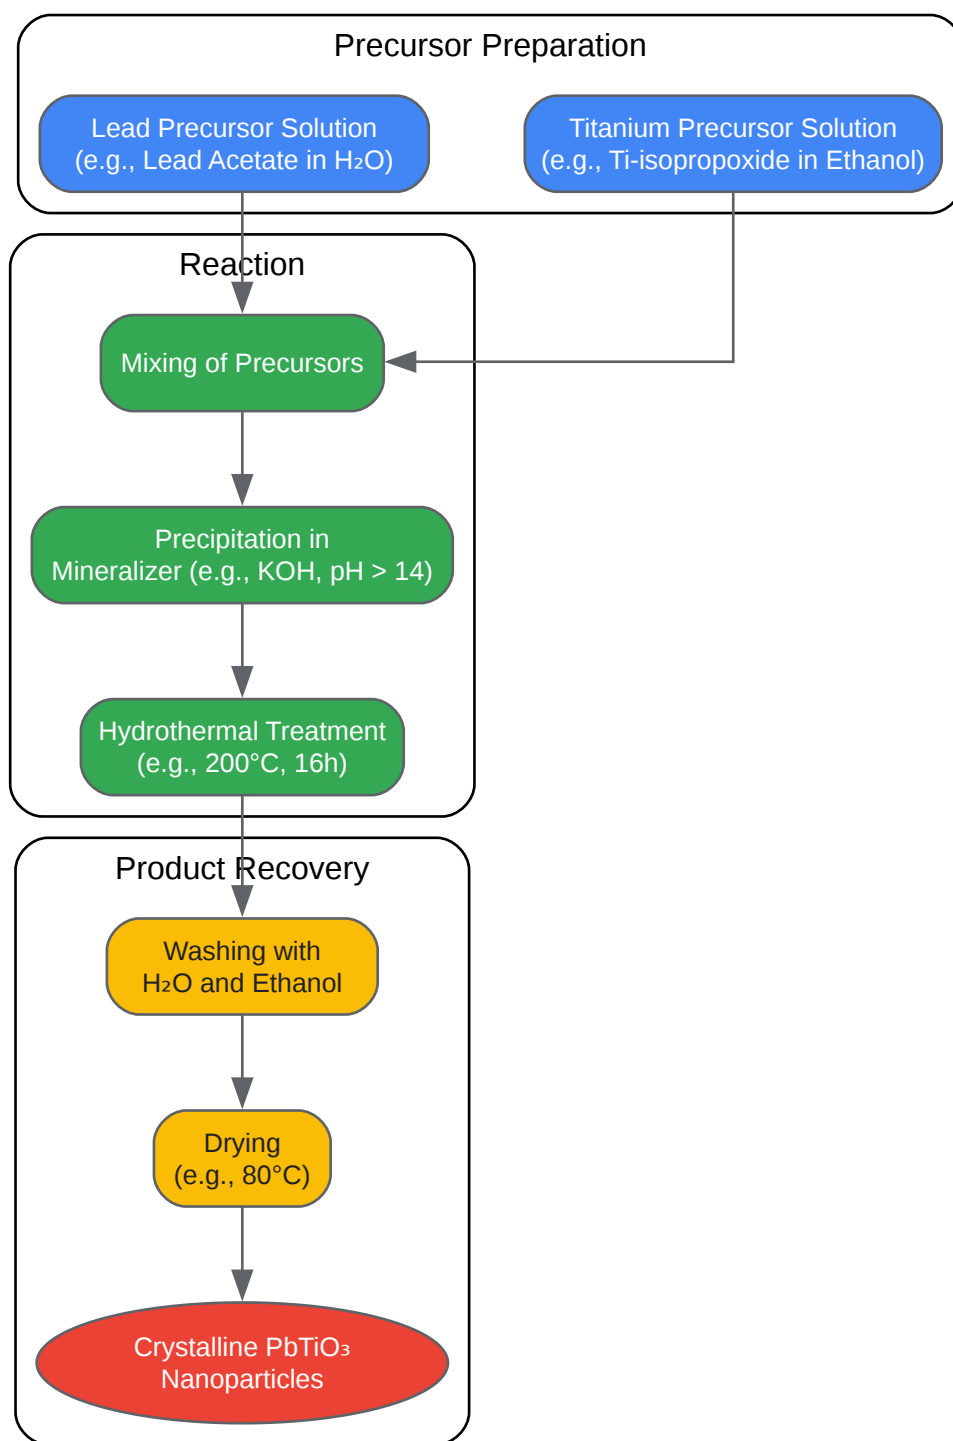 Precursor Preparation
Lead Precursor Solution
(e.g., Lead Acetate in H₂O)
Titanium Precursor Solution
(e.g., Ti-isopropoxide in Ethanol)
Reaction
Mixing of Precursors
Precipitation in
Mineralizer (e.g., KOH, pH > 14)
Hydrothermal Treatment
(e.g., 200°C, 16h)
Product Recovery
Washing with
H₂O and Ethanol
Drying
(e.g., 80°C)
Crystalline PbTiO₃
Nanoparticles